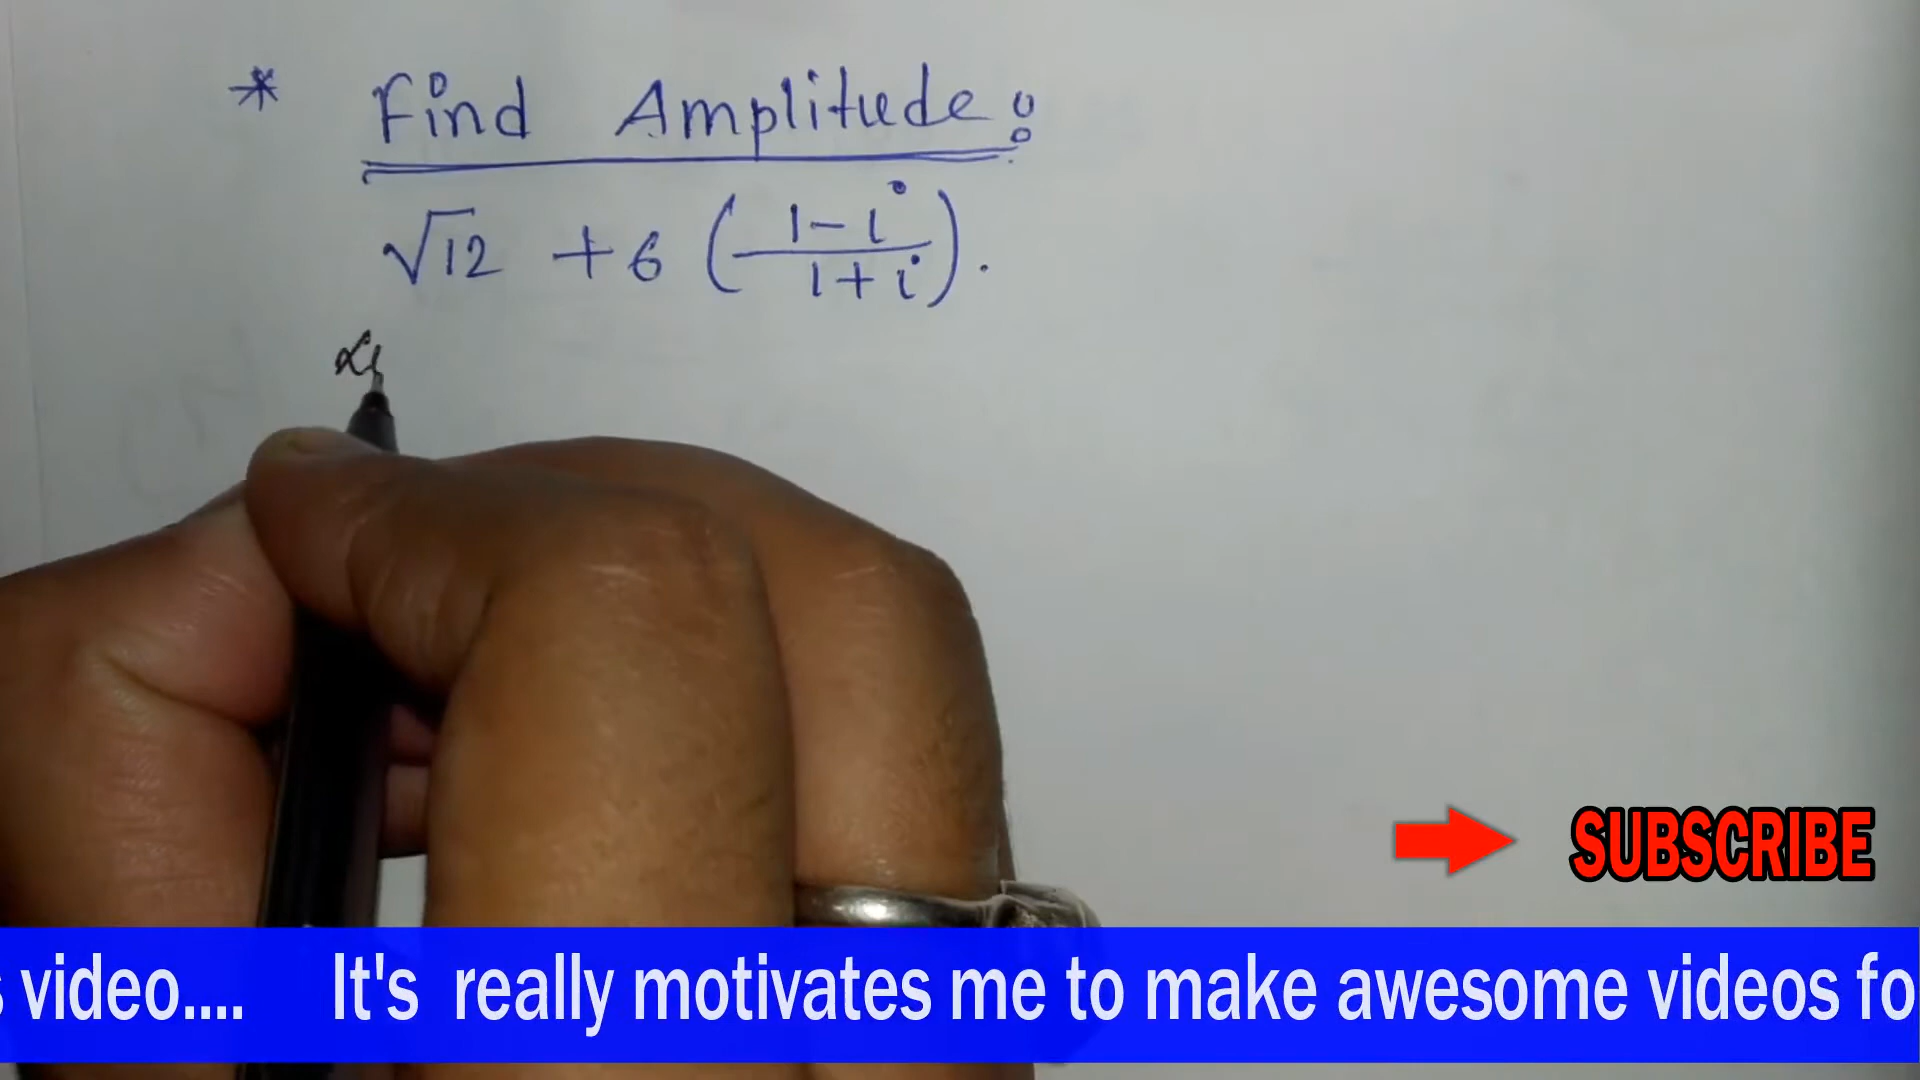 * Find Amplitude:
√12 + 6 (1-i / 1+i).
SUBSCRIBE
video.... It's really motivates me to make awesome videos fo